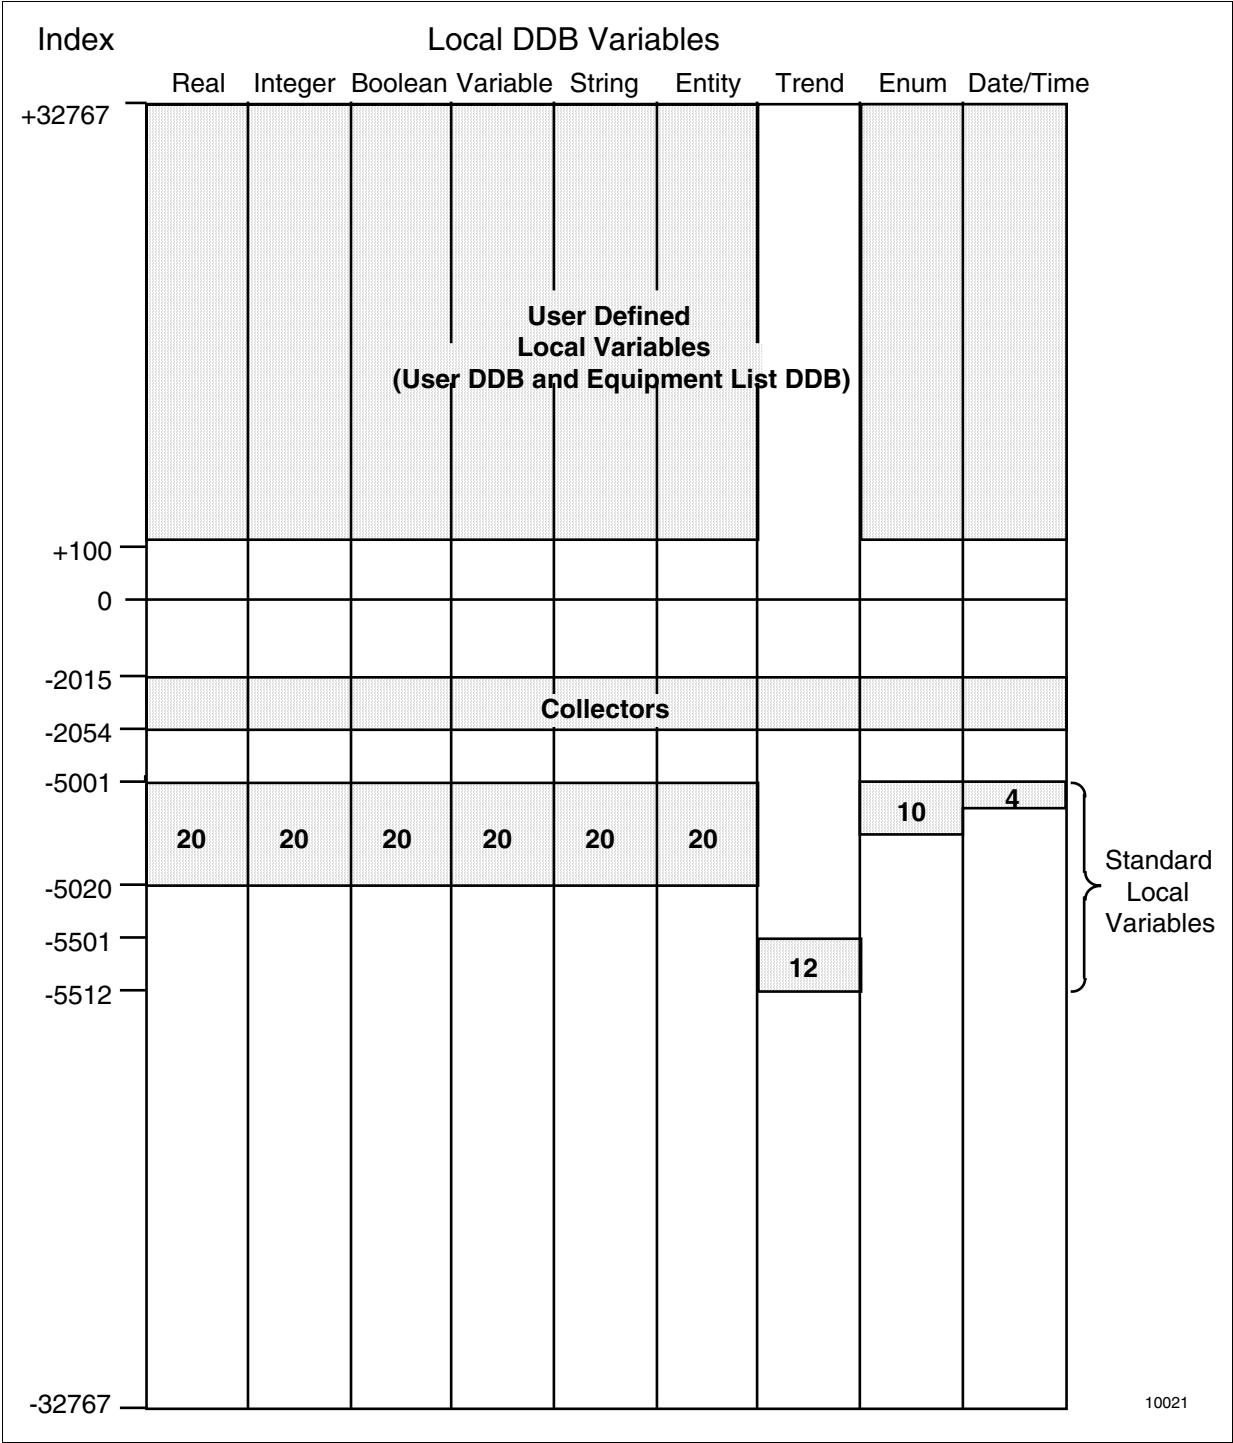 Index Local DDB Variables
Real Integer Boolean Variable String Entity Trend Enum Date/Time
+32767
User Defined
Local Variables
(User DDB and Equipment List DDB)
+100
0
-2015
Collectors
-2054
-5001
4
10
20 20 20 20 20 20
Standard
Local
Variables
-5020
-5501
12
-5512
-32767
10021